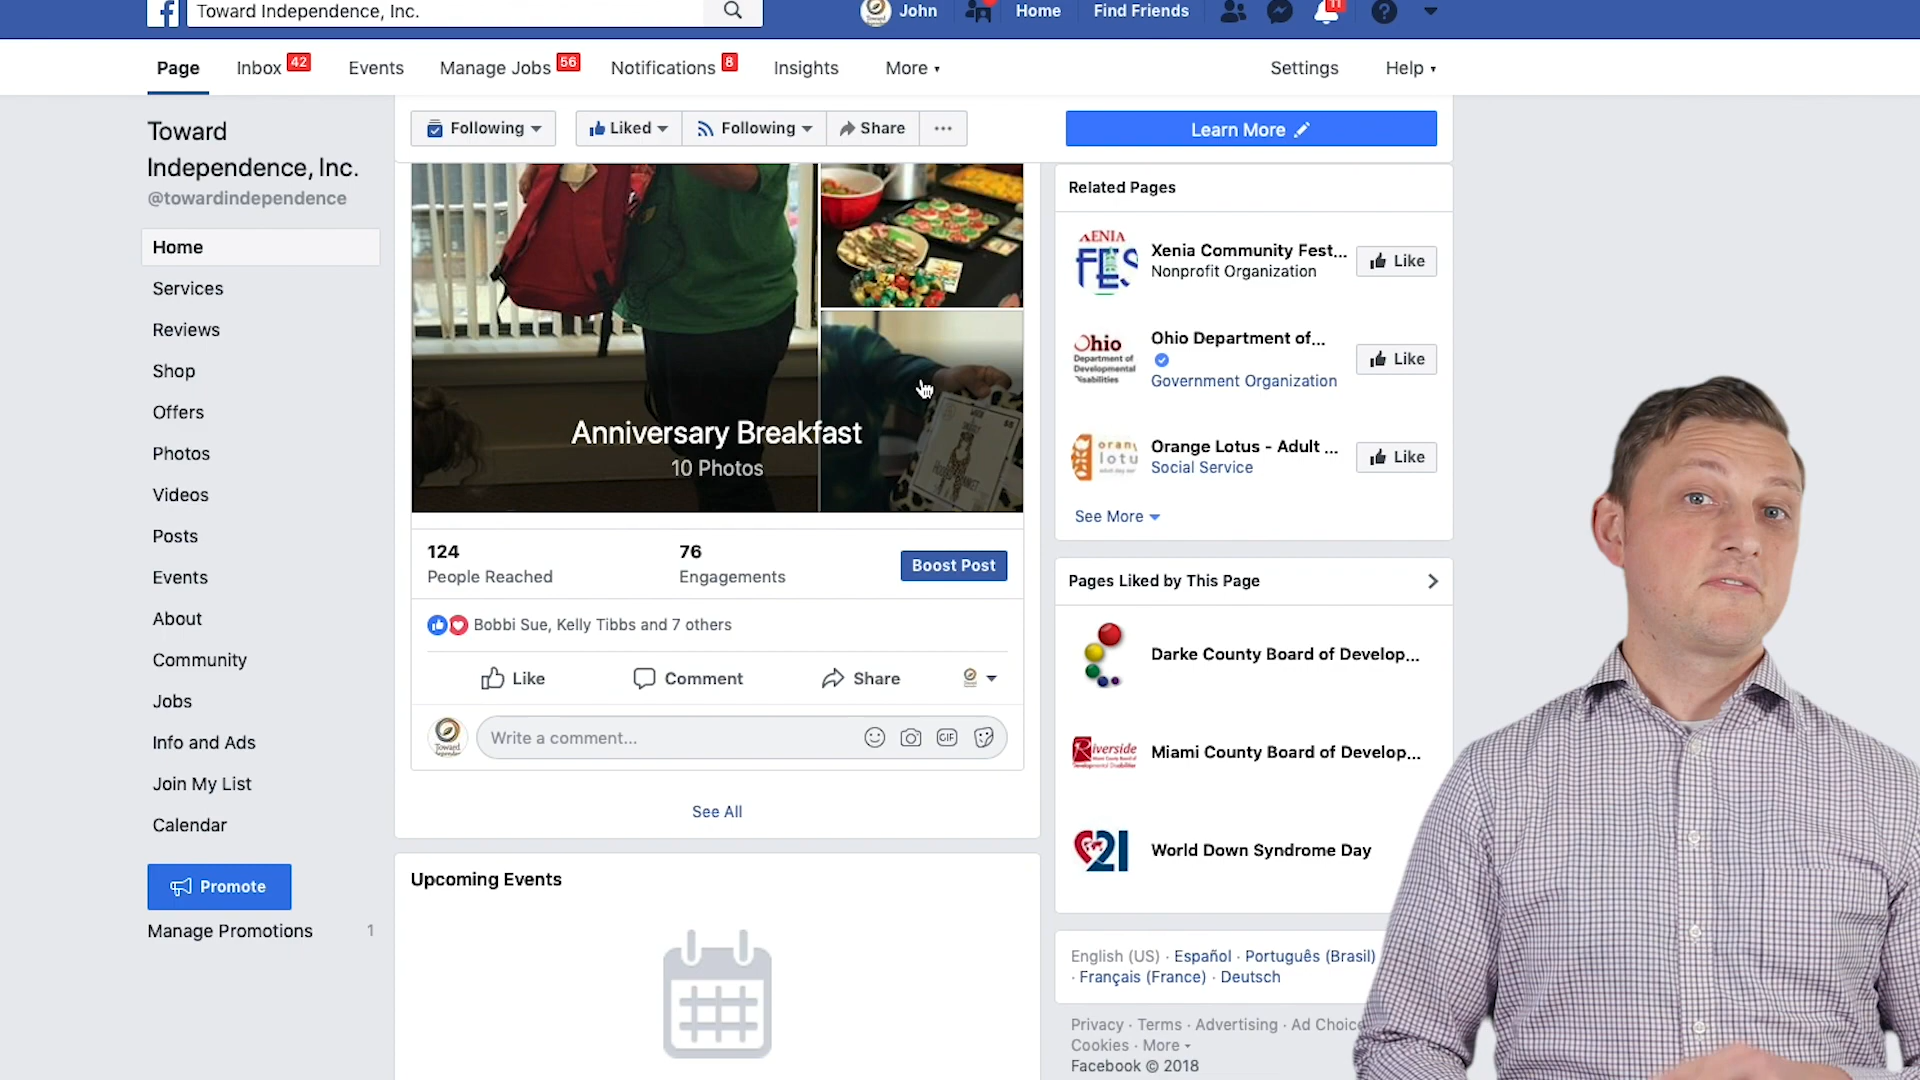 Toward Independence, Inc.
John
Home
Find Friends
11
Page
Inbox 42
Events
Manage Jobs 56
Notifications 8
Insights
More
Settings
Help
Toward
Independence, Inc.
@towardindependence
Home
Services
Reviews
Shop
Offers
Photos
Videos
Posts
Events
About
Community
Jobs
Info and Ads
Join My List
Calendar
Promote
Manage Promotions 1
Following
Liked
Following
Share
Learn More
Anniversary Breakfast
10 Photos
124
People Reached
76
Engagements
Boost Post
Bobbi Sue, Kelly Tibbs and 7 others
Like
Comment
Share
Toward
Write a comment...
GIF
See All
Upcoming Events
Related Pages
XENIA
FES
Xenia Community Fest...
Nonprofit Organization
Like
Ohio
Department of
Developmental
Disabilities
Ohio Department of...
Government Organization
Like
oran
lotu
Orange Lotus - Adult ...
Social Service
Like
See More
Pages Liked by This Page
Darke County Board of Develop...
Riverside
Miami County Board of Develop...
21
World Down Syndrome Day
English (US) · Español · Português (Brasil)
· Français (France) · Deutsch
Privacy · Terms · Advertising · Ad Choic
Cookies · More
Facebook © 2018